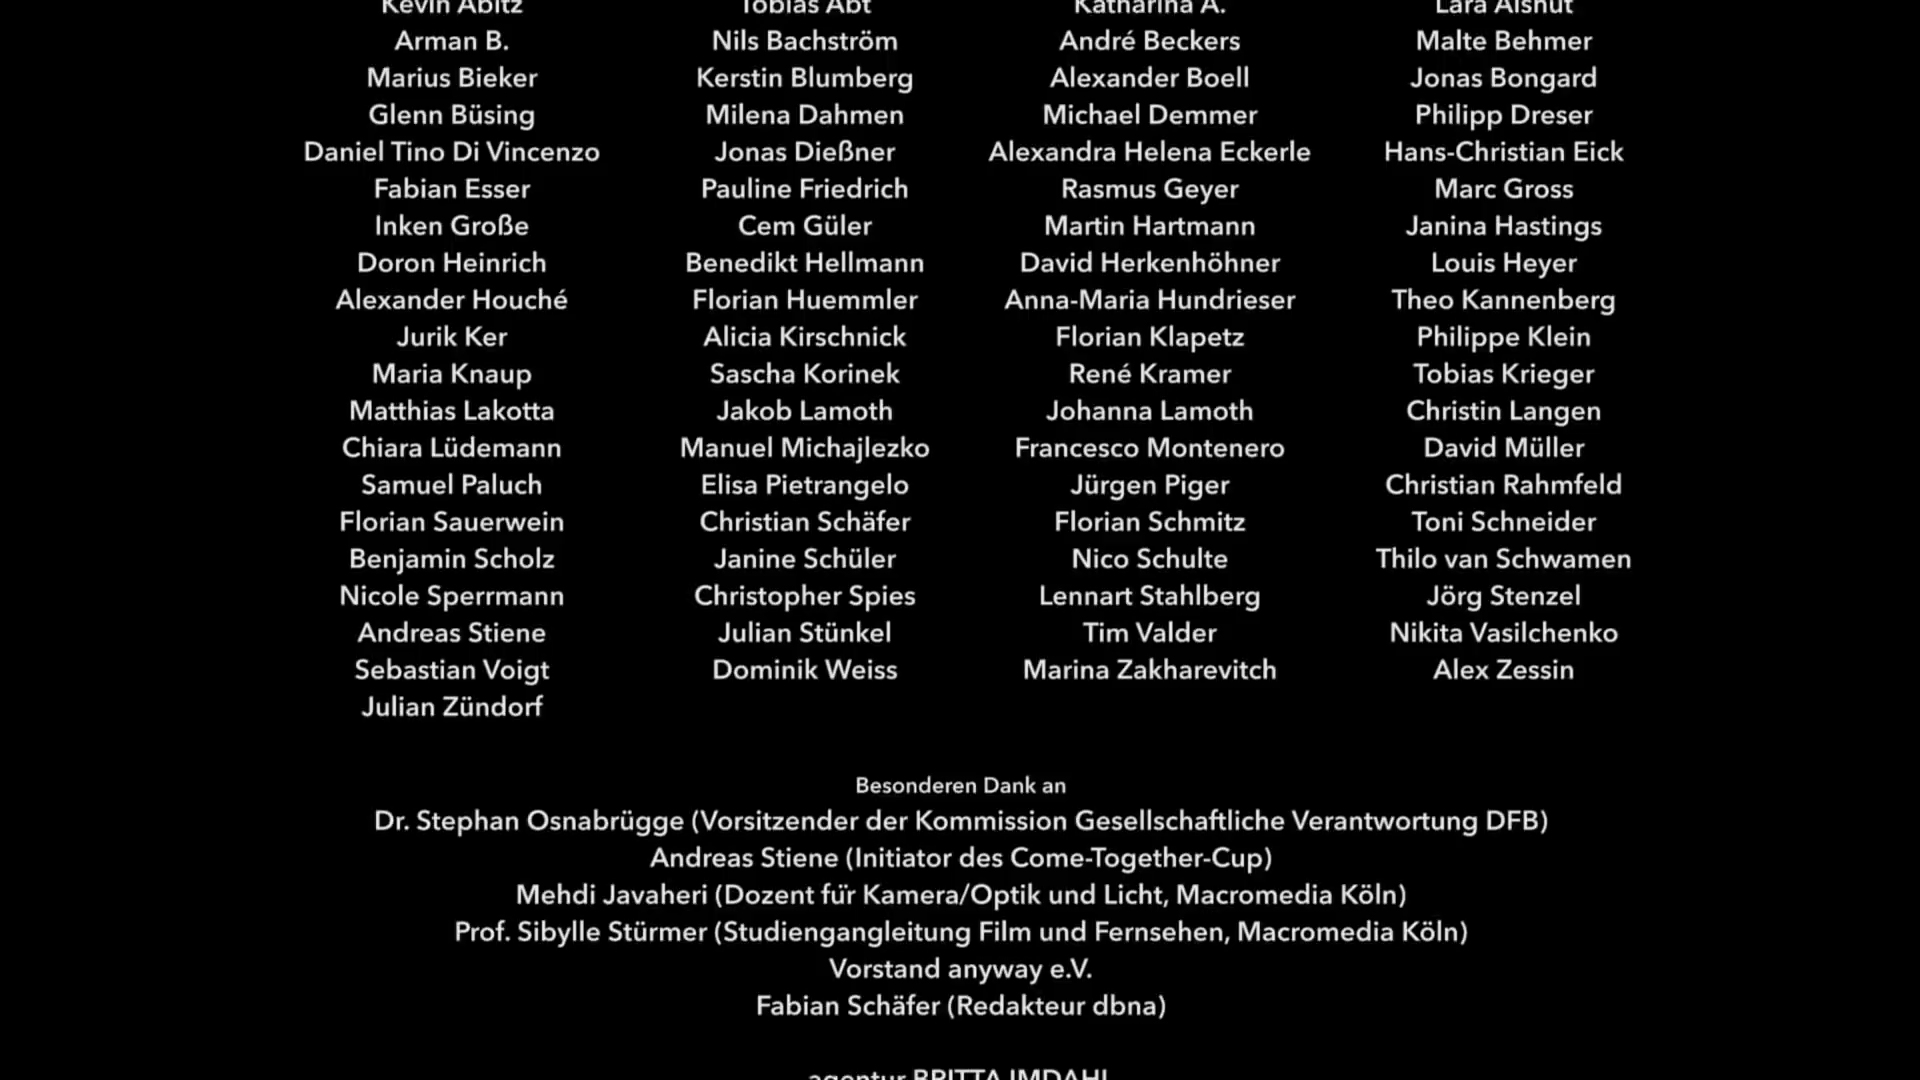 Kevin Abitz Tobias Abt Katharina A. Lara Alshut
Arman B. Nils Bachström André Beckers Malte Behmer
Marius Bieker Kerstin Blumberg Alexander Boell Jonas Bongard
Glenn Büsing Milena Dahmen Michael Demmer Philipp Dreser
Daniel Tino Di Vincenzo Jonas Dießner Alexandra Helena Eckerle Hans-Christian Eick
Fabian Esser Pauline Friedrich Rasmus Geyer Marc Gross
Inken Große Cem Güler Martin Hartmann Janina Hastings
Doron Heinrich Benedikt Hellmann David Herkenhöhner Louis Heyer
Alexander Houché Florian Huemmler Anna-Maria Hundrieser Theo Kannenberg
Jurik Ker Alicia Kirschnick Florian Klapetz Philippe Klein
Maria Knaup Sascha Korinek René Kramer Tobias Krieger
Matthias Lakotta Jakob Lamoth Johanna Lamoth Christin Langen
Chiara Lüdemann Manuel Michajlezko Francesco Montenero David Müller
Samuel Paluch Elisa Pietrangelo Jürgen Piger Christian Rahmfeld
Florian Sauerwein Christian Schäfer Florian Schmitz Toni Schneider
Benjamin Scholz Janine Schüler Nico Schulte Thilo van Schwamen
Nicole Sperrmann Christopher Spies Lennart Stahlberg Jörg Stenzel
Andreas Stiene Julian Stünkel Tim Valder Nikita Vasilchenko
Sebastian Voigt Dominik Weiss Marina Zakharevitch Alex Zessin
Julian Zündorf
Besonderen Dank an
Dr. Stephan Osnabrügge (Vorsitzender der Kommission Gesellschaftliche Verantwortung DFB)
Andreas Stiene (Initiator des Come-Together-Cup)
Mehdi Javaheri (Dozent für Kamera/Optik und Licht, Macromedia Köln)
Prof. Sibylle Stürmer (Studiengangleitung Film und Fernsehen, Macromedia Köln)
Vorstand anyway e.V.
Fabian Schäfer (Redakteur dbna)
agentur BRITTA IMDAHL